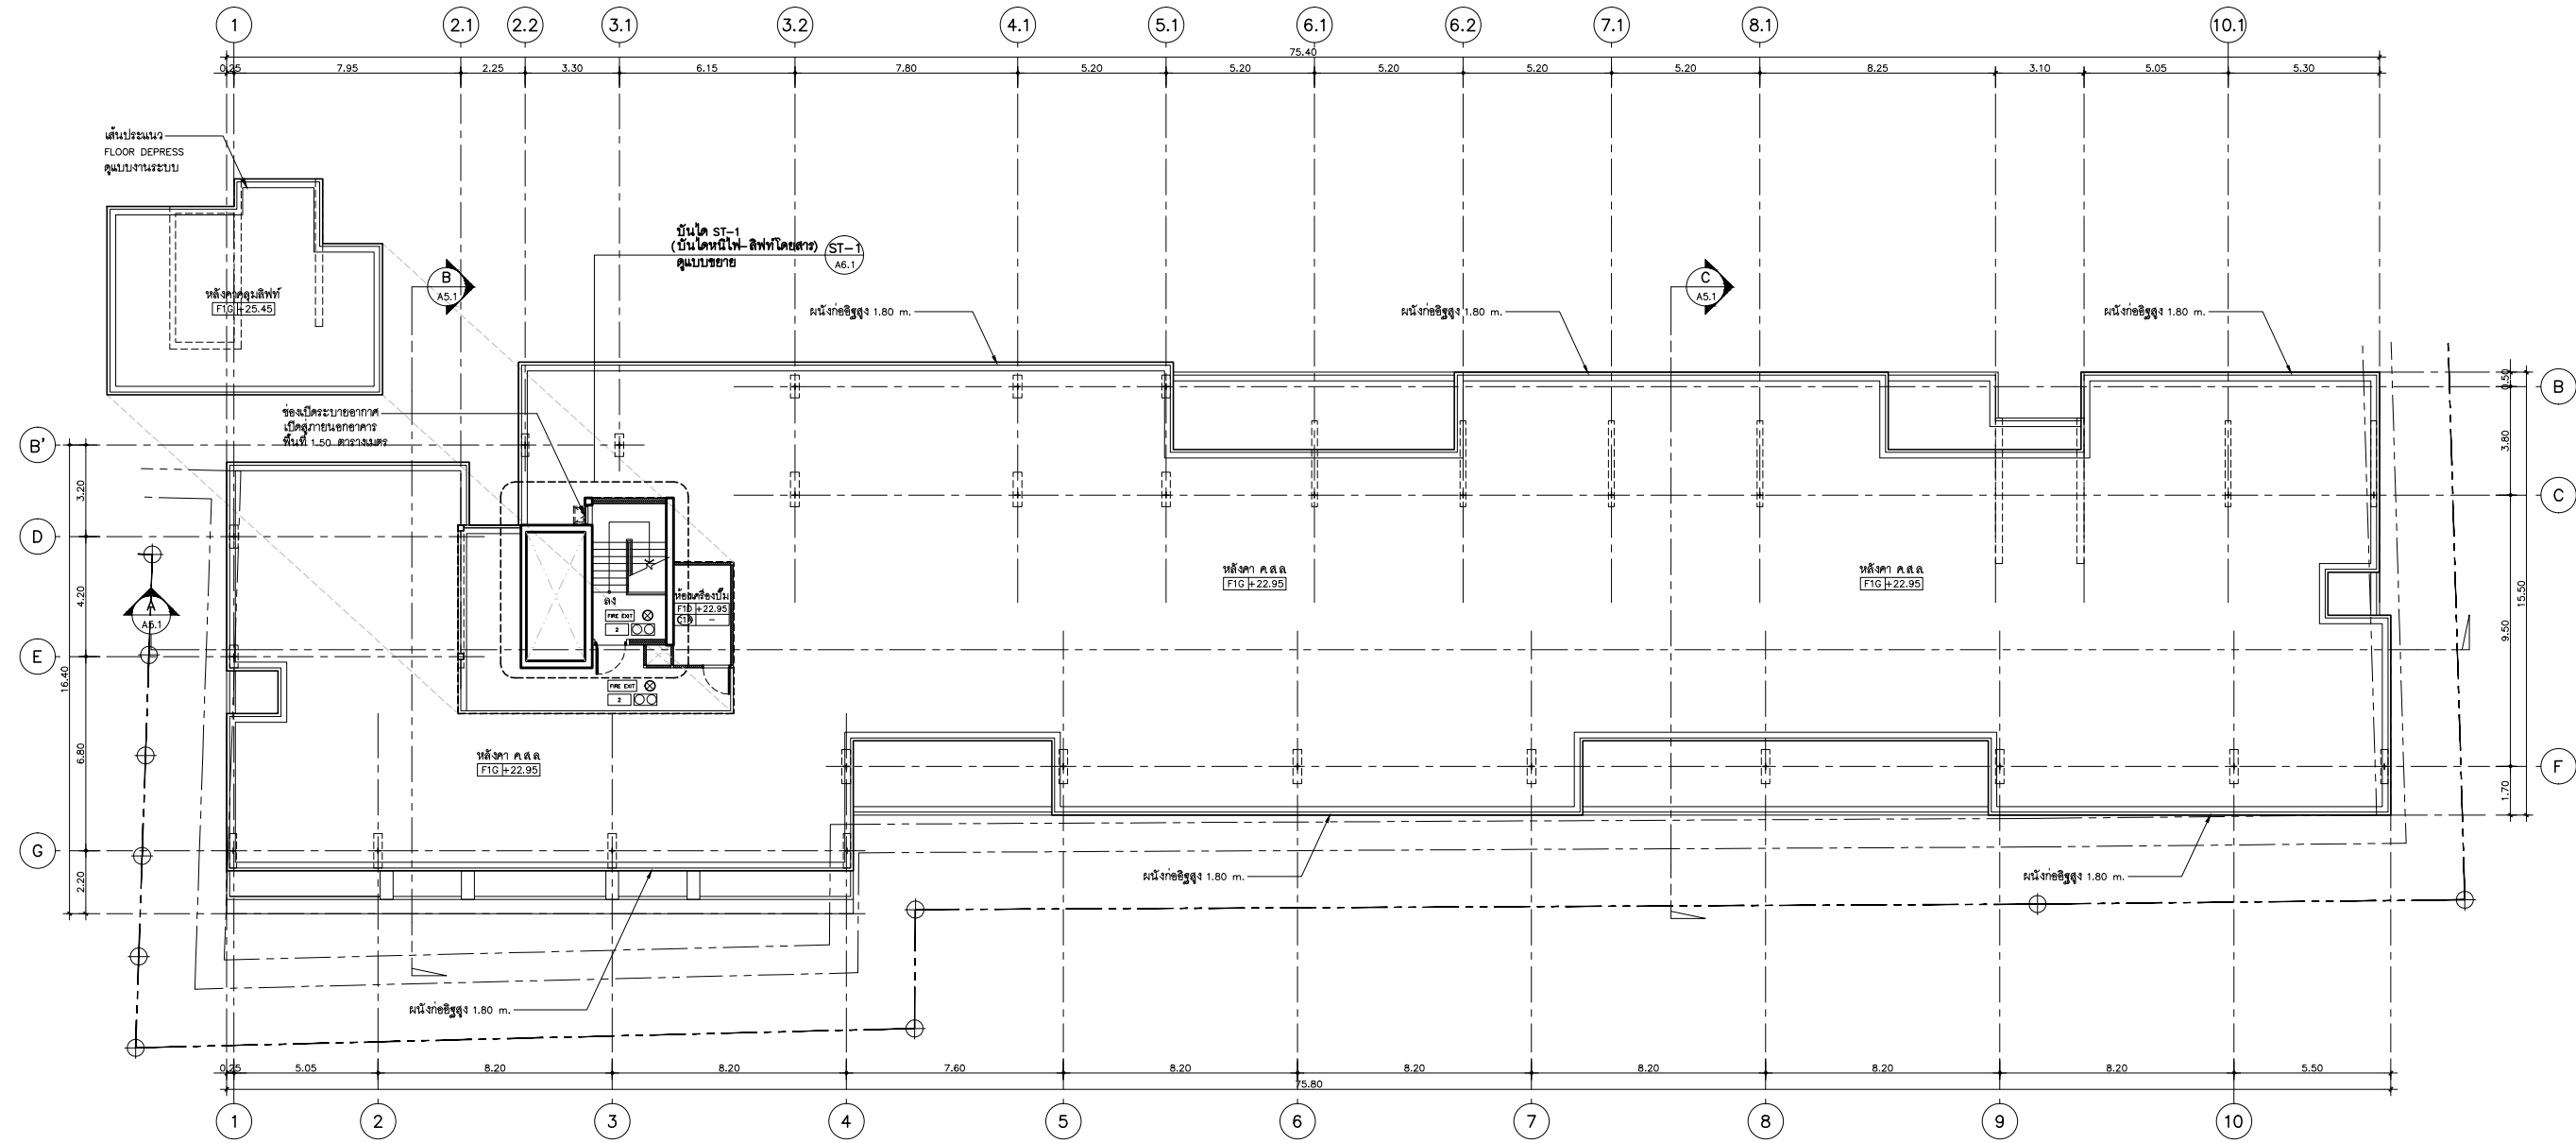 1 2.1 2.2 3.1 3.2 4.1 5.1 6.1 6.2 7.1 8.1 10.1
75.40
0.25 7.95 2.25 3.30 6.15 7.80 5.20 5.20 5.20 5.20 5.20 8.25 3.10 5.05 5.30
เส้นประแนว
FLOOR DEPRESS
ดูแบบงานระบบ
บันได ST-1
(บันไดหนีไฟ-ลิฟท์โดยสาร)
ดูแบบขยาย
ST-1
A6.1
B
A5.1
C
A5.1
หลังคาคลุมลิฟท์
F1G +25.45
ผนังก่ออิฐสูง 1.80 m.
ผนังก่ออิฐสูง 1.80 m.
ผนังก่ออิฐสูง 1.80 m.
ช่องเปิดระบายอากาศ
เปิดสู่ภายนอกอาคาร
พื้นที่ 1.50 ตารางเมตร
B
0.50
B'
3.80
3.20
C
D
4.20
A
A5.1
หลังคา ค.ส.ล.
F1G +22.95
หลังคา ค.ส.ล.
F1G +22.95
15.50
ห้องเครื่องปั๊ม
F1D +22.95
C1A -
ลง
FIRE EXIT
2
9.50
E
16.40
FIRE EXIT
2
6.80
หลังคา ค.ส.ล.
F1G +22.95
F
1.70
G
2.20
ผนังก่ออิฐสูง 1.80 m.
ผนังก่ออิฐสูง 1.80 m.
ผนังก่ออิฐสูง 1.80 m.
0.25 5.05 8.20 8.20 7.60 8.20 8.20 8.20 8.20 8.20 5.50
75.80
1 2 3 4 5 6 7 8 9 10